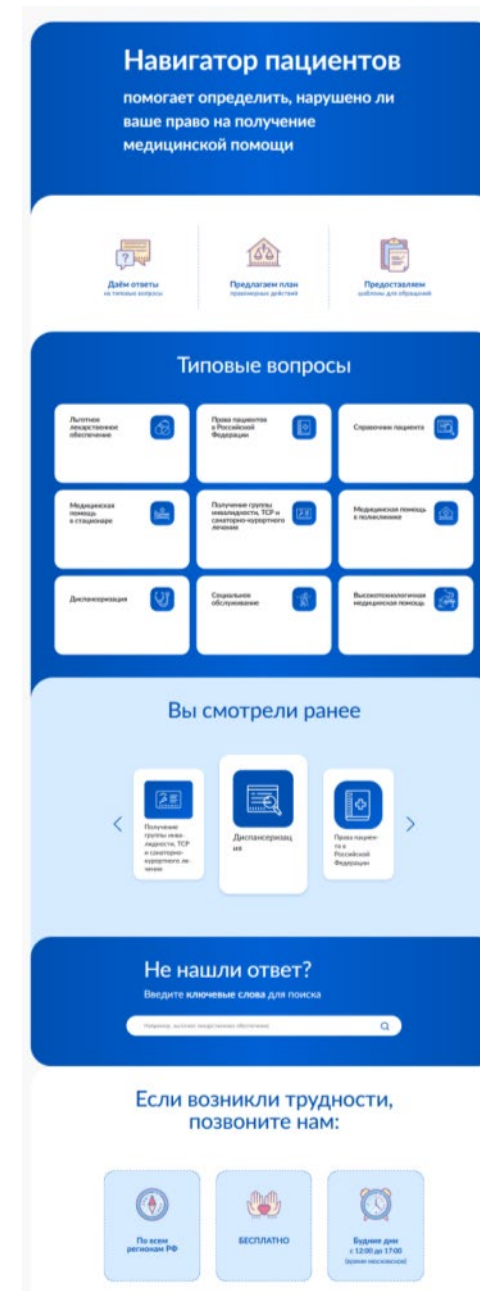 Навигатор пациентов
помогает определить, нарушено ли
ваше право на получение
медицинской помощи
Даём ответы
на типовые вопросы
Предлагаем план
правомерных действий
Предоставляем
шаблоны для обращений
Типовые вопросы
Льготное
лекарственное
обеспечение
Права пациентов
в Российской
Федерации
Справочник пациента
Медицинская
помощь
в стационаре
Получение группы
инвалидности, ТСР и
санаторно-курортного
лечения
Медицинская помощь
в поликлинике
Диспансеризация
Социальное
обслуживание
Высокотехнологичная
медицинская помощь
Вы смотрели ранее
Получение
группы инва-
лидности, ТСР
и санаторно-
курортного ле-
чения
Диспансеризац
ия
Права пациен-
та в
Российской
Федерации
Не нашли ответ?
Введите ключевые слова для поиска
Например, льготное лекарственное обеспечение
Если возникли трудности,
позвоните нам:
По всем
регионам РФ
БЕСПЛАТНО
Будние дни
с 12:00 до 17:00
(время московское)